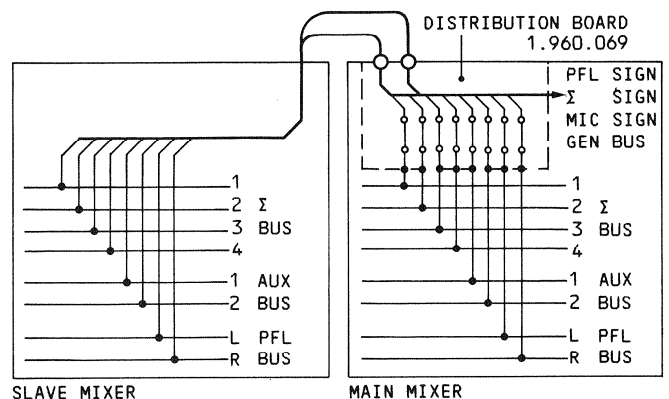 DISTRIBUTION BOARD
1.960.069
PFL SIGN
Σ SIGN
MIC SIGN
GEN BUS
1
2 Σ
3 BUS
4
1 AUX
2 BUS
L PFL
R BUS
SLAVE MIXER
1
2 Σ
3 BUS
4
1 AUX
2 BUS
L PFL
R BUS
MAIN MIXER